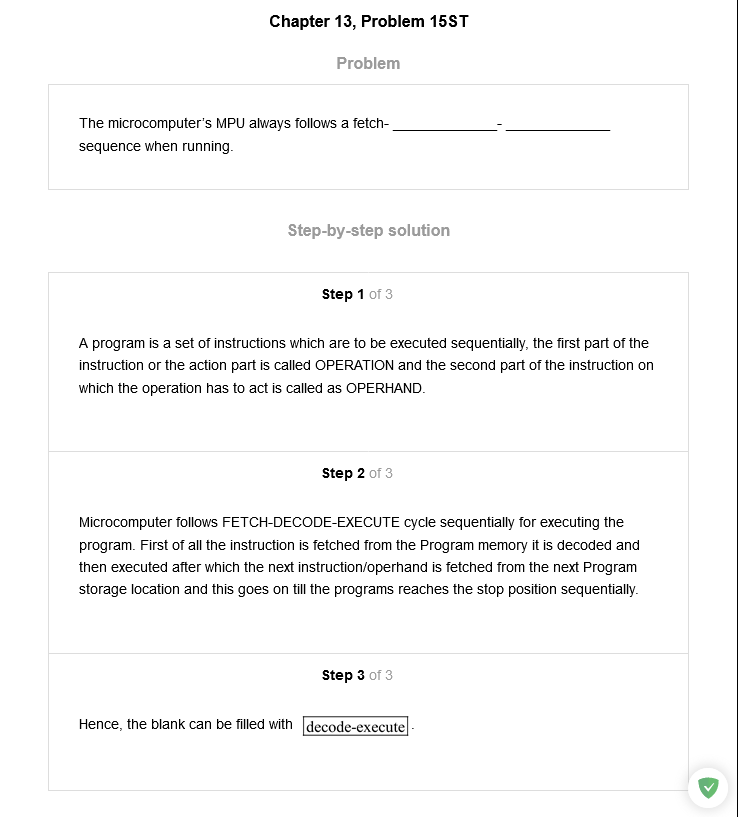 Chapter 13, Problem 15ST
Problem
The microcomputer's MPU always follows a fetch- ______________-______________
sequence when running.
Step-by-step solution
Step 1 of 3
A program is a set of instructions which are to be executed sequentially, the first part of the
instruction or the action part is called OPERATION and the second part of the instruction on
which the operation has to act is called as OPERHAND.
Step 2 of 3
Microcomputer follows FETCH-DECODE-EXECUTE cycle sequentially for executing the
program. First of all the instruction is fetched from the Program memory it is decoded and
then executed after which the next instruction/operhand is fetched from the next Program
storage location and this goes on till the programs reaches the stop position sequentially.
Step 3 of 3
Hence, the blank can be filled with decode-execute.